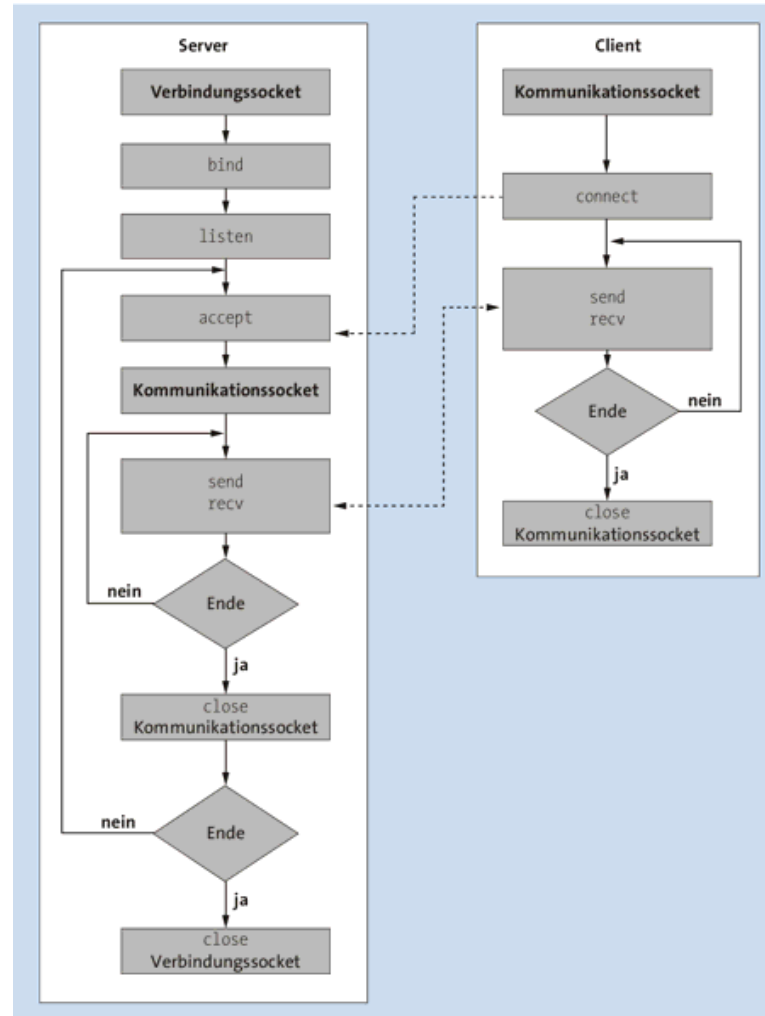 Server
Verbindungssocket
bind
listen
accept
Kommunikationssocket
send
recv
nein
Ende
ja
close
Kommunikationssocket
nein
Ende
ja
close
Verbindungssocket
Client
Kommunikationssocket
connect
send
recv
Ende
nein
ja
close
Kommunikationssocket